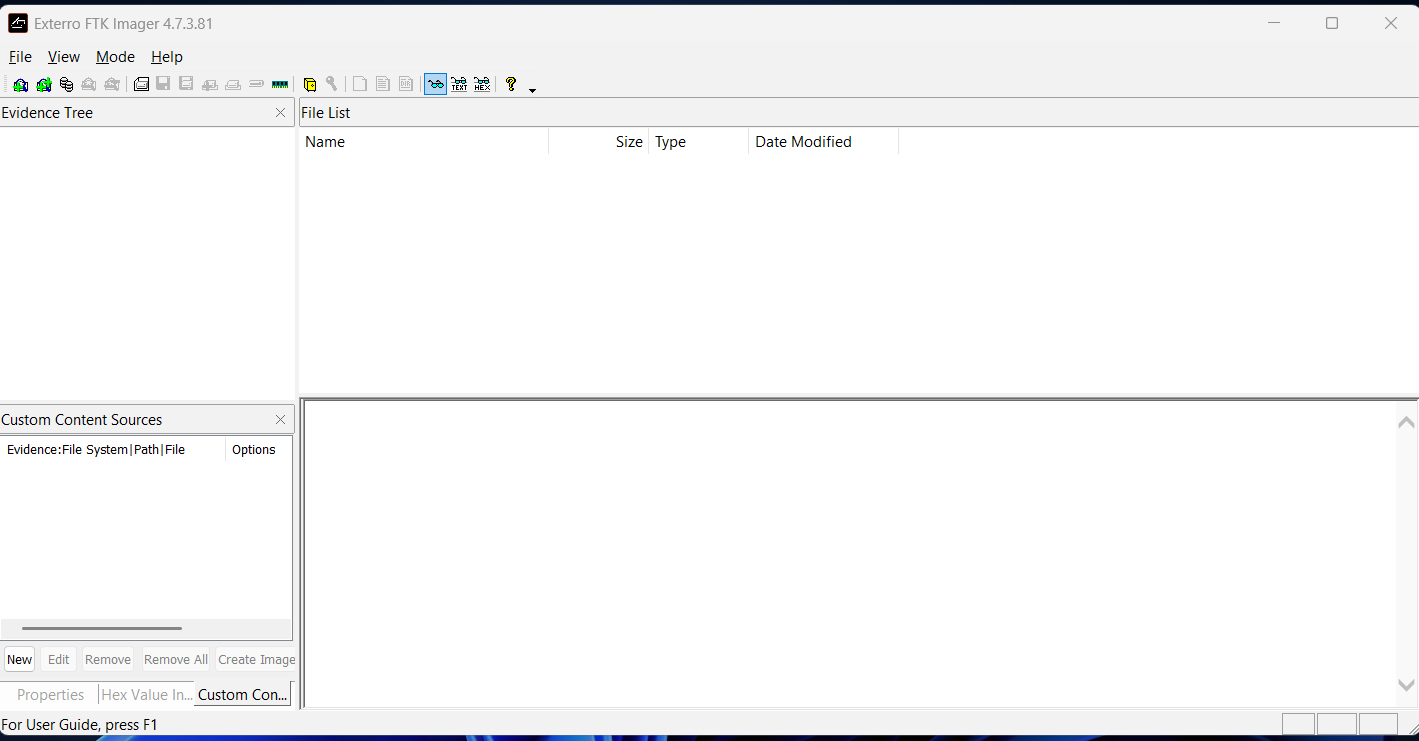 Exterro FTK Imager 4.7.3.81
File View Mode Help
TEXT HEX
Evidence Tree
File List
Name Size Type Date Modified
Custom Content Sources
Evidence:File System|Path|File Options
New Edit Remove Remove All Create Image
Properties Hex Value In... Custom Con...
For User Guide, press F1